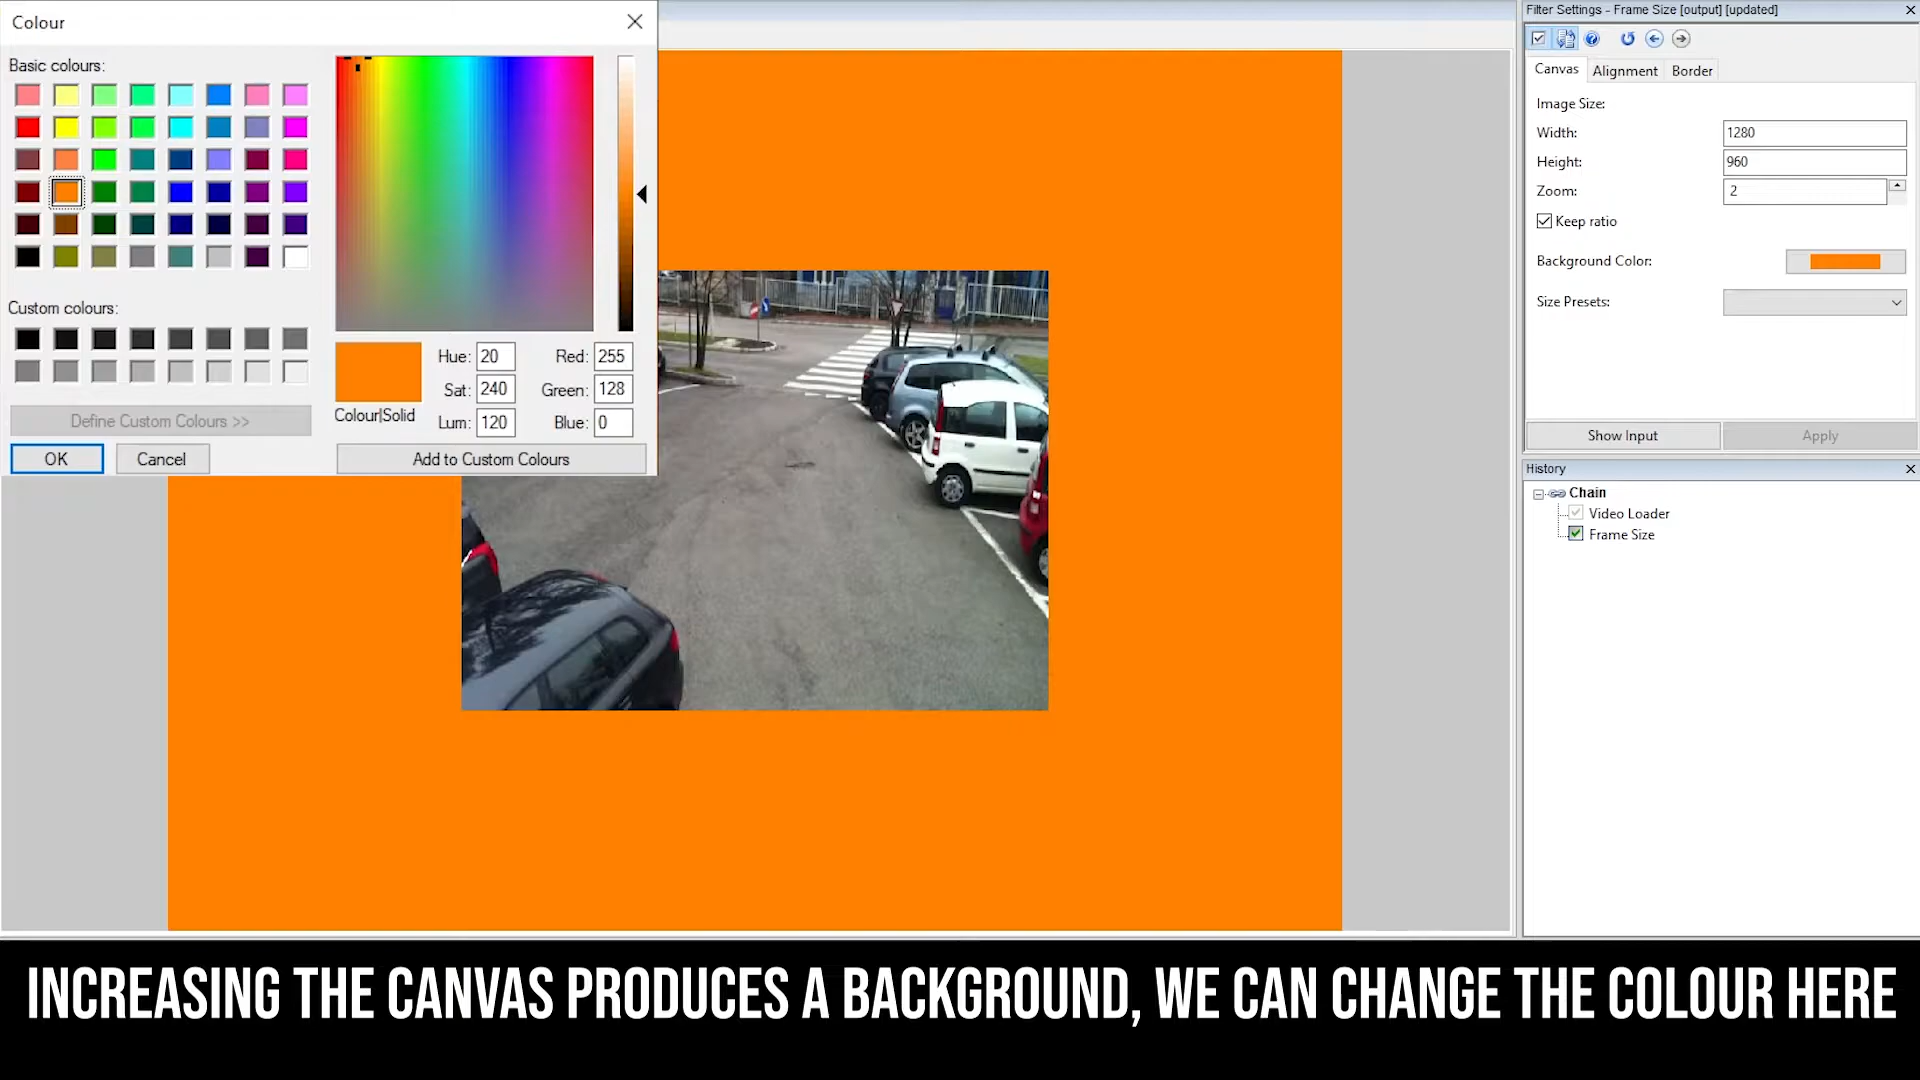 Colour
Basic colours:
Custom colours:
Define Custom Colours >>
OK
Cancel
Hue: 20
Sat: 240
Lum: 120
Red: 255
Green: 128
Blue: 0
Colour|Solid
Add to Custom Colours
Filter Settings - Frame Size [output] [updated]
Canvas
Alignment
Border
Image Size:
Width: 1280
Height: 960
Zoom: 2
Keep ratio
Background Color:
Size Presets:
Show Input
Apply
History
Chain
Video Loader
Frame Size
INCREASING THE CANVAS PRODUCES A BACKGROUND, WE CAN CHANGE THE COLOUR HERE